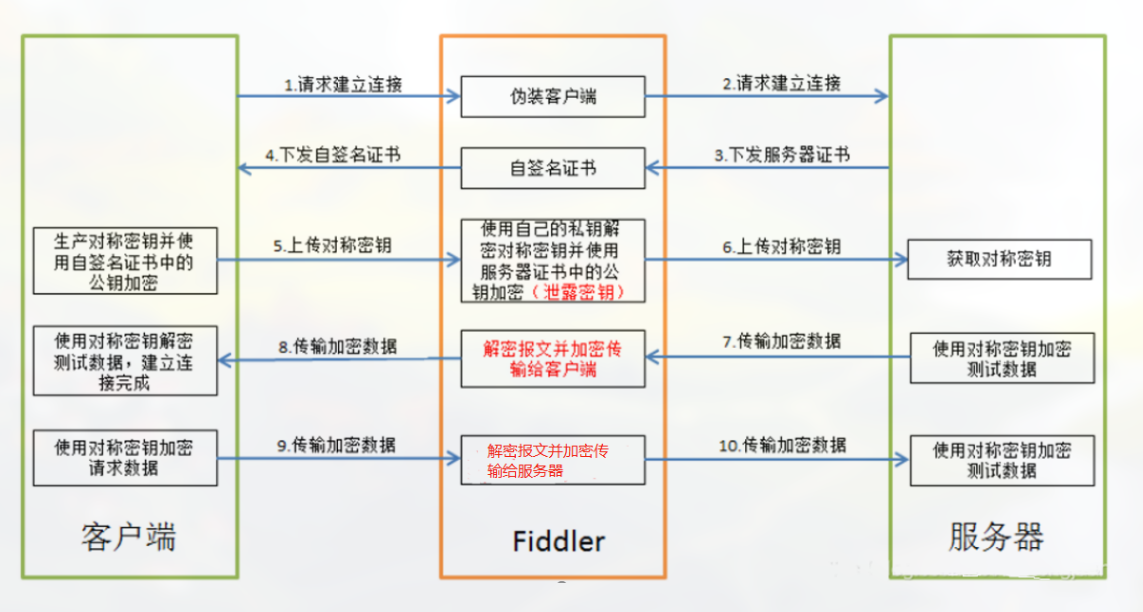 1.请求建立连接
伪装客户端
2.请求建立连接
4.下发自签名证书
自签名证书
3.下发服务器证书
生产对称密钥并使
用自签名证书中的
公钥加密
5.上传对称密钥
使用自己的私钥解
密对称密钥并使用
服务器证书中的公
钥加密（泄露密钥）
6.上传对称密钥
获取对称密钥
使用对称密钥解密
测试数据，建立连
接完成
8.传输加密数据
解密报文并加密传
输给客户端
7.传输加密数据
使用对称密钥加密
测试数据
使用对称密钥加密
请求数据
9.传输加密数据
解密报文并加密传
输给服务器
10.传输加密数据
使用对称密钥加密
测试数据
客户端
Fiddler
服务器